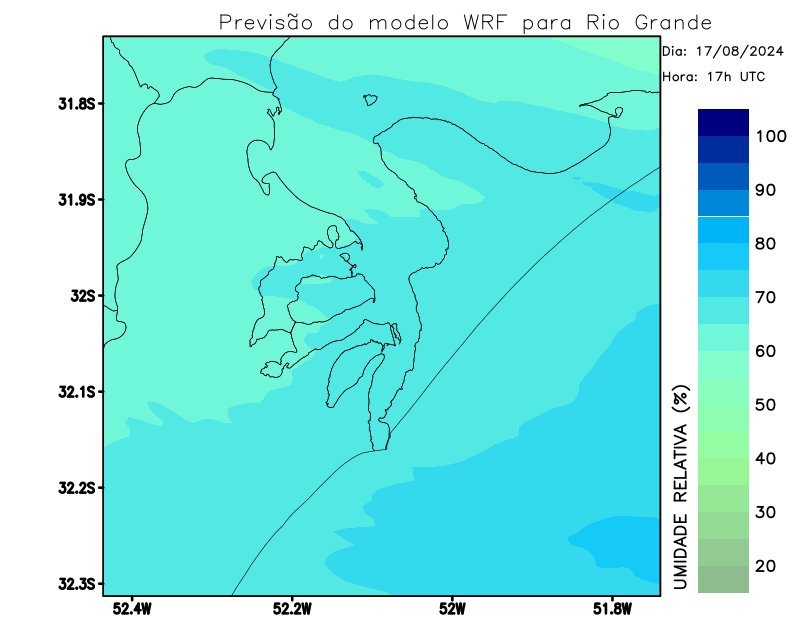 Previsão do modelo WRF para Rio Grande
Dia: 17/08/2024
Hora: 17h UTC
31.8S
31.9S
32S
32.1S
32.2S
32.3S
52.4W
52.2W
52W
51.8W
100
90
80
70
60
50
40
30
20
UMIDADE RELATIVA (%)